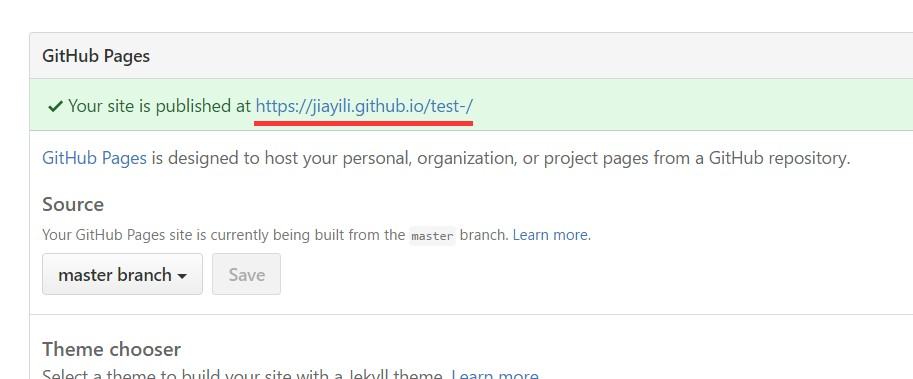 GitHub Pages
Your site is published at https://jiayili.github.io/test-/
GitHub Pages is designed to host your personal, organization, or project pages from a GitHub repository.
Source
Your GitHub Pages site is currently being built from the master branch. Learn more.
master branch Save
Theme chooser
Select a theme to build your site with a Jekyll theme. Learn more